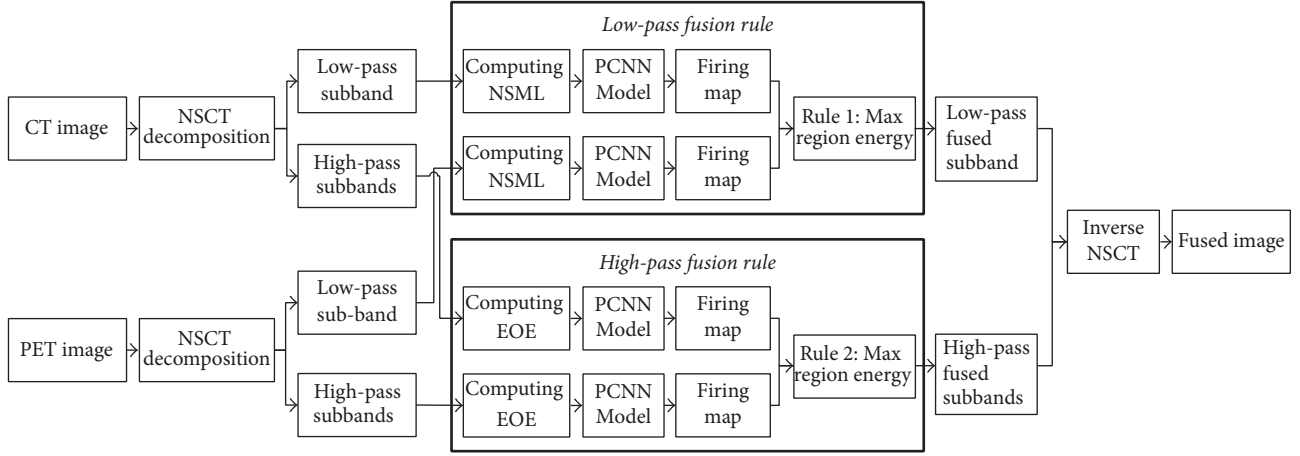 Low-pass fusion rule
CT image
NSCT
decomposition
Low-pass
subband
High-pass
subbands
Computing
NSML
PCNN
Model
Firing
map
Computing
NSML
PCNN
Model
Firing
map
Rule 1: Max
region energy
Low-pass
fused
subband
PET image
NSCT
decomposition
Low-pass
sub-band
High-pass
subbands
High-pass fusion rule
Computing
EOE
PCNN
Model
Firing
map
Computing
EOE
PCNN
Model
Firing
map
Rule 2: Max
region energy
High-pass
fused
subbands
Inverse
NSCT
Fused image